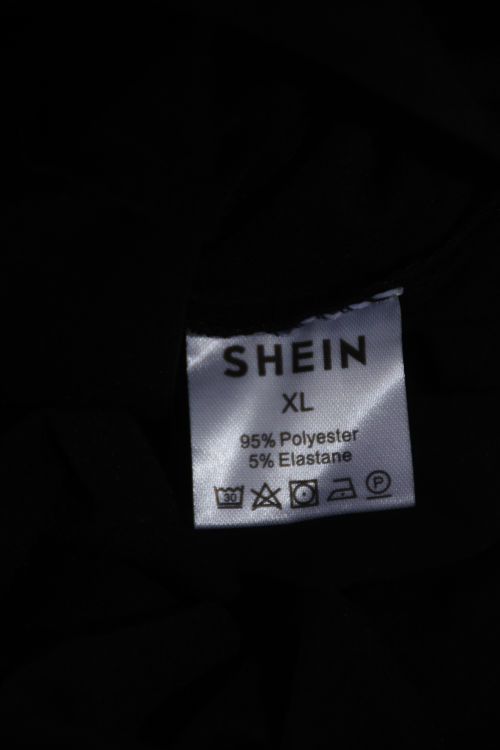 SHEIN
XL
95% Polyester
5% Elastane
30 P